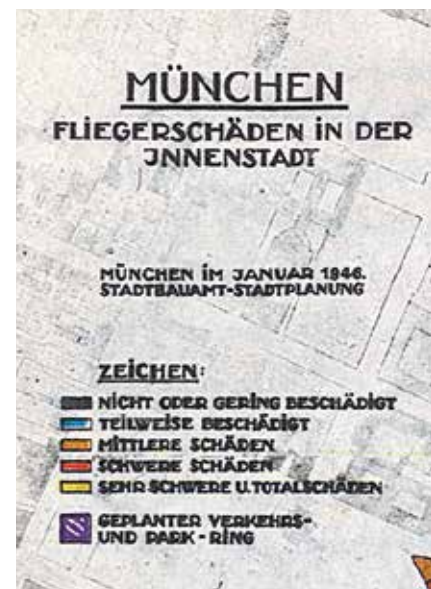 MÜNCHEN
FLIEGERSCHÄDEN IN DER
INNENSTADT
MÜNCHEN IM JANUAR 1946.
STADTBAUAMT-STADTPLANUNG
ZEICHEN:
NICHT ODER GERING BESCHÄDIGT
TEILWEISE BESCHÄDIGT
MITTLERE SCHÄDEN
SCHWERE SCHÄDEN
SEHR SCHWERE U. TOTALSCHÄDEN
GEPLANTER VERKEHRS-
UND PARK-RING